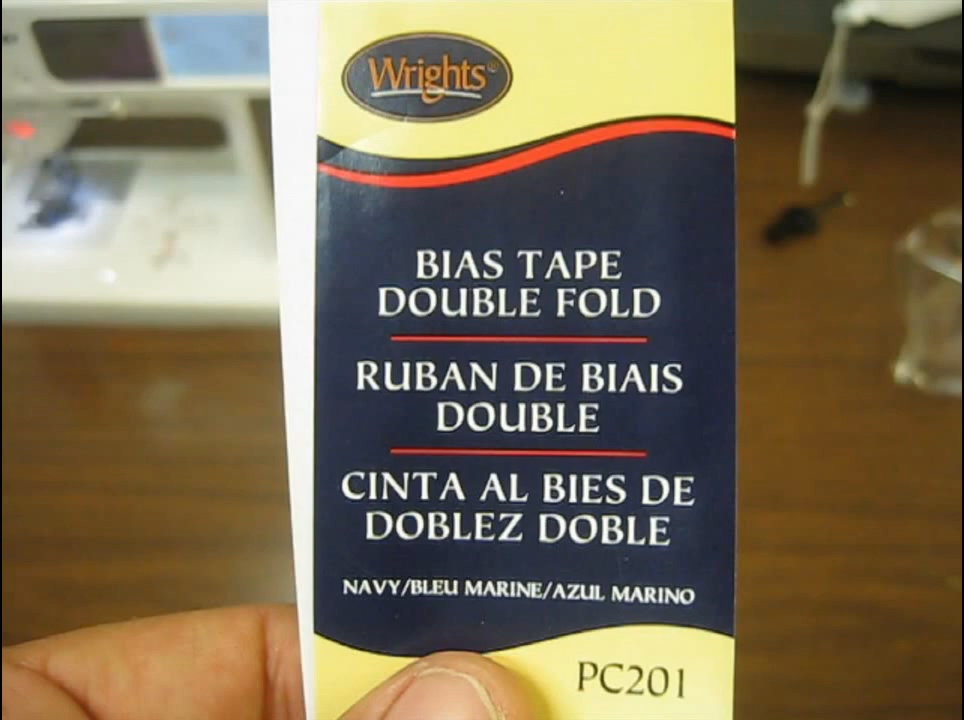 Wrights®
BIAS TAPE
DOUBLE FOLD
RUBAN DE BIAIS
DOUBLE
CINTA AL BIES DE
DOBLEZ DOBLE
NAVY/BLEU MARINE/AZUL MARINO
PC201